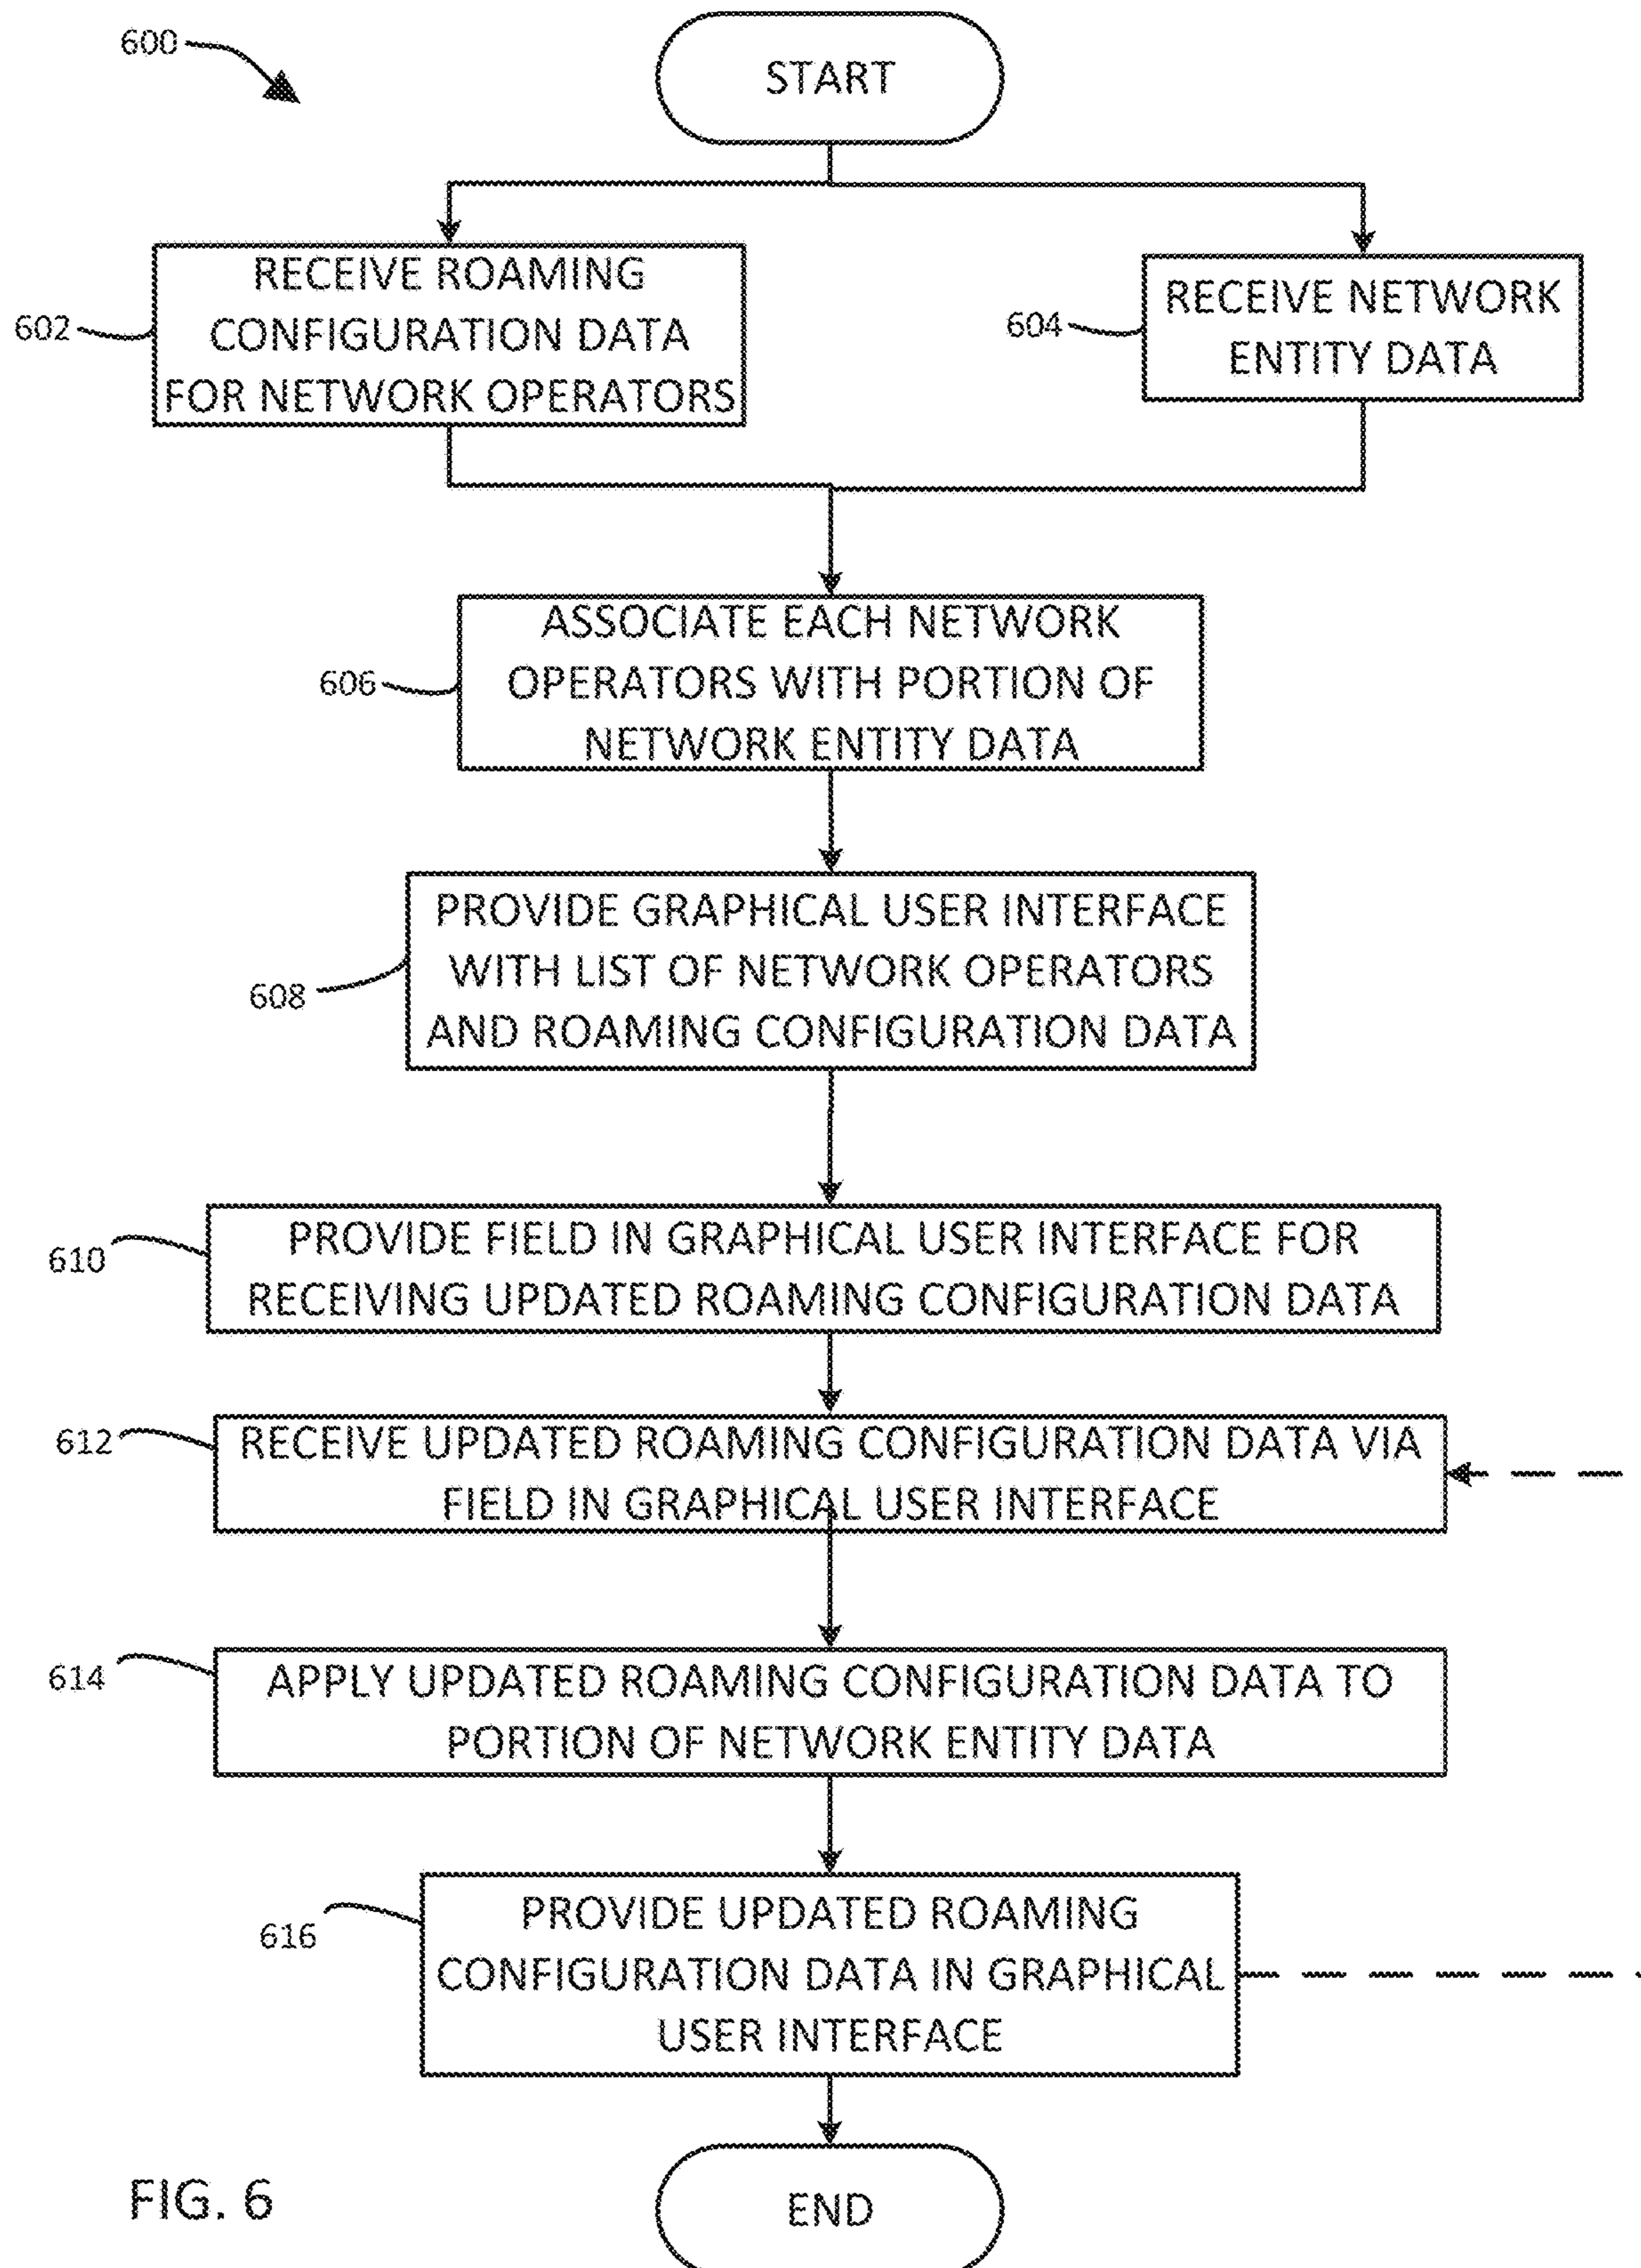 600
START
602
RECEIVE ROAMING
CONFIGURATION DATA
FOR NETWORK OPERATORS
604
RECEIVE NETWORK
ENTITY DATA
606
ASSOCIATE EACH NETWORK
OPERATORS WITH PORTION OF
NETWORK ENTITY DATA
608
PROVIDE GRAPHICAL USER INTERFACE
WITH LIST OF NETWORK OPERATORS
AND ROAMING CONFIGURATION DATA
610
PROVIDE FIELD IN GRAPHICAL USER INTERFACE FOR
RECEIVING UPDATED ROAMING CONFIGURATION DATA
612
RECEIVE UPDATED ROAMING CONFIGURATION DATA VIA
FIELD IN GRAPHICAL USER INTERFACE
614
APPLY UPDATED ROAMING CONFIGURATION DATA TO
PORTION OF NETWORK ENTITY DATA
616
PROVIDE UPDATED ROAMING
CONFIGURATION DATA IN GRAPHICAL
USER INTERFACE
END
FIG. 6